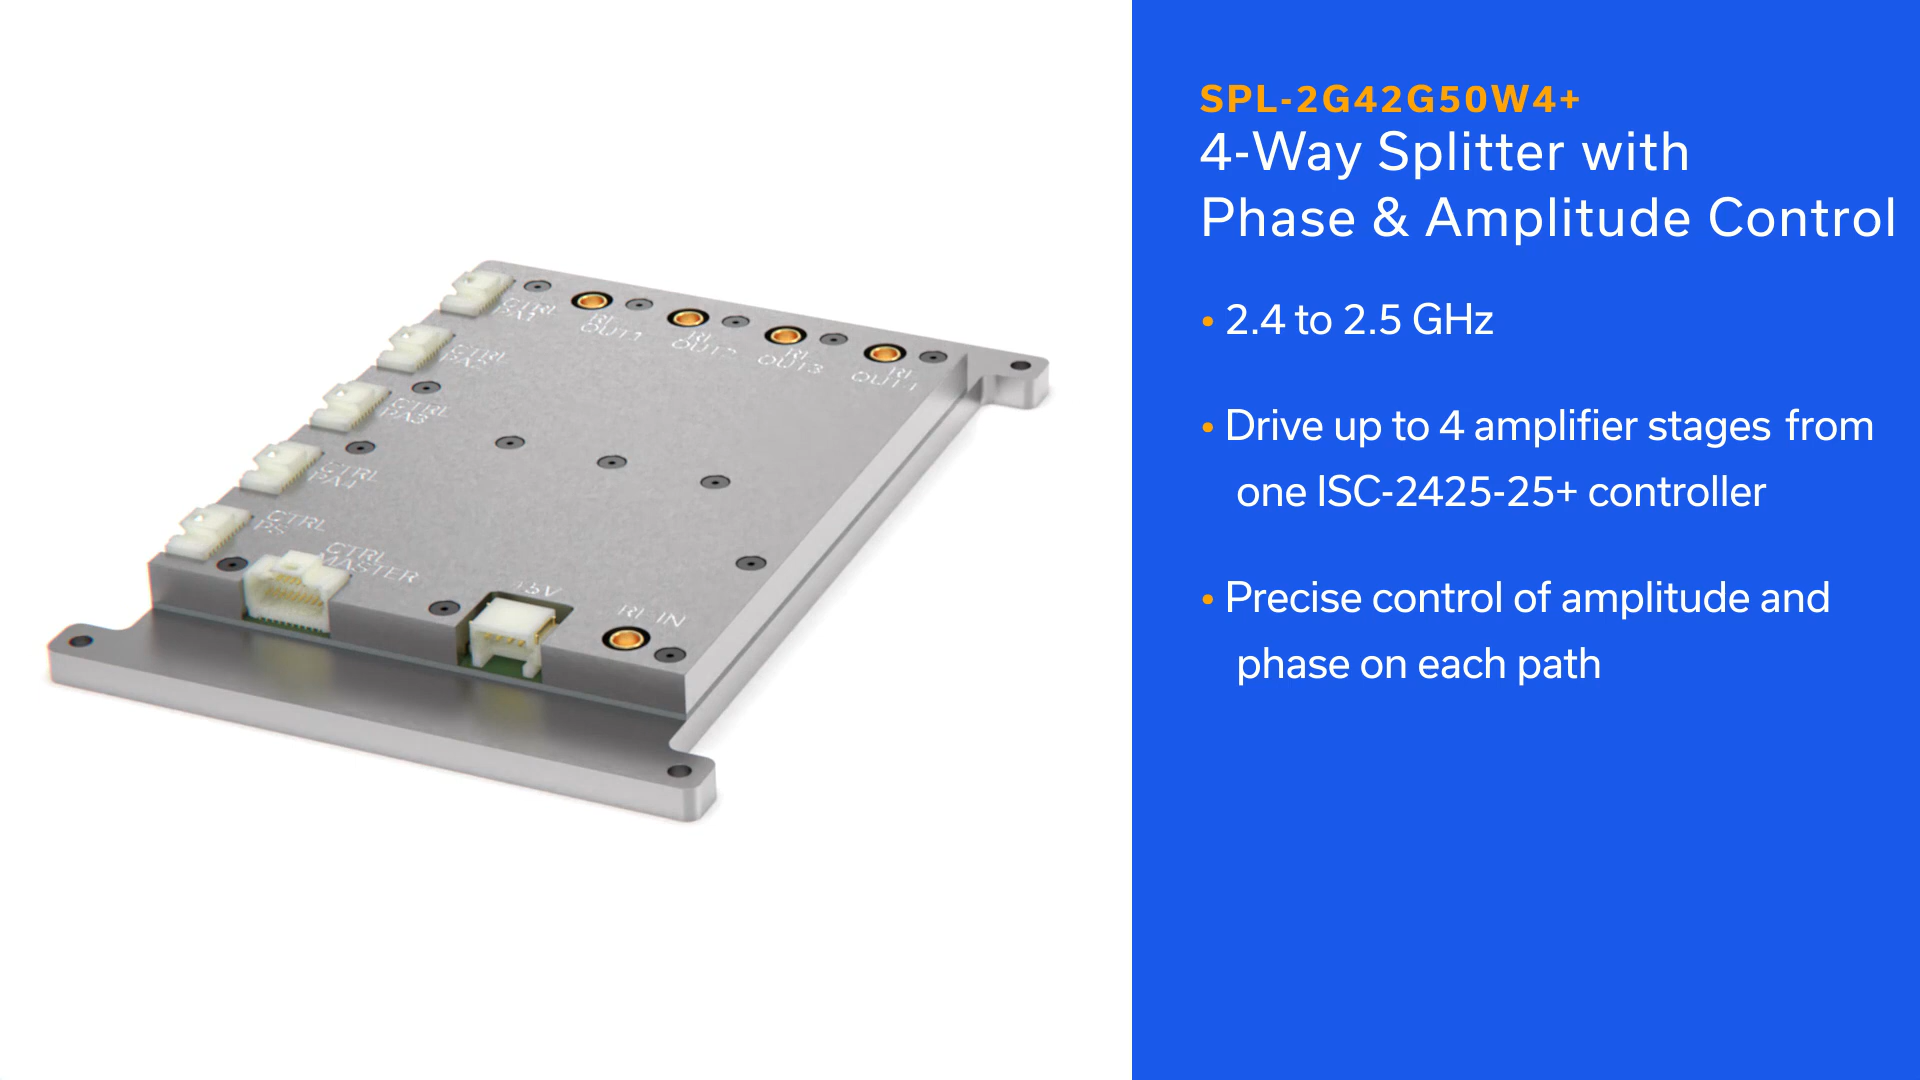 SPL-2G42G50W4+
4-Way Splitter with
Phase & Amplitude Control
• 2.4 to 2.5 GHz
• Drive up to 4 amplifier stages from
one ISC-2425-25+ controller
• Precise control of amplitude and
phase on each path
CTRL
PA1
CTRL
PA2
CTRL
PA3
CTRL
PA4
CTRL
PS
CTRL
MASTER
RF
OUT1
RF
OUT2
RF
OUT3
RF
RF IN